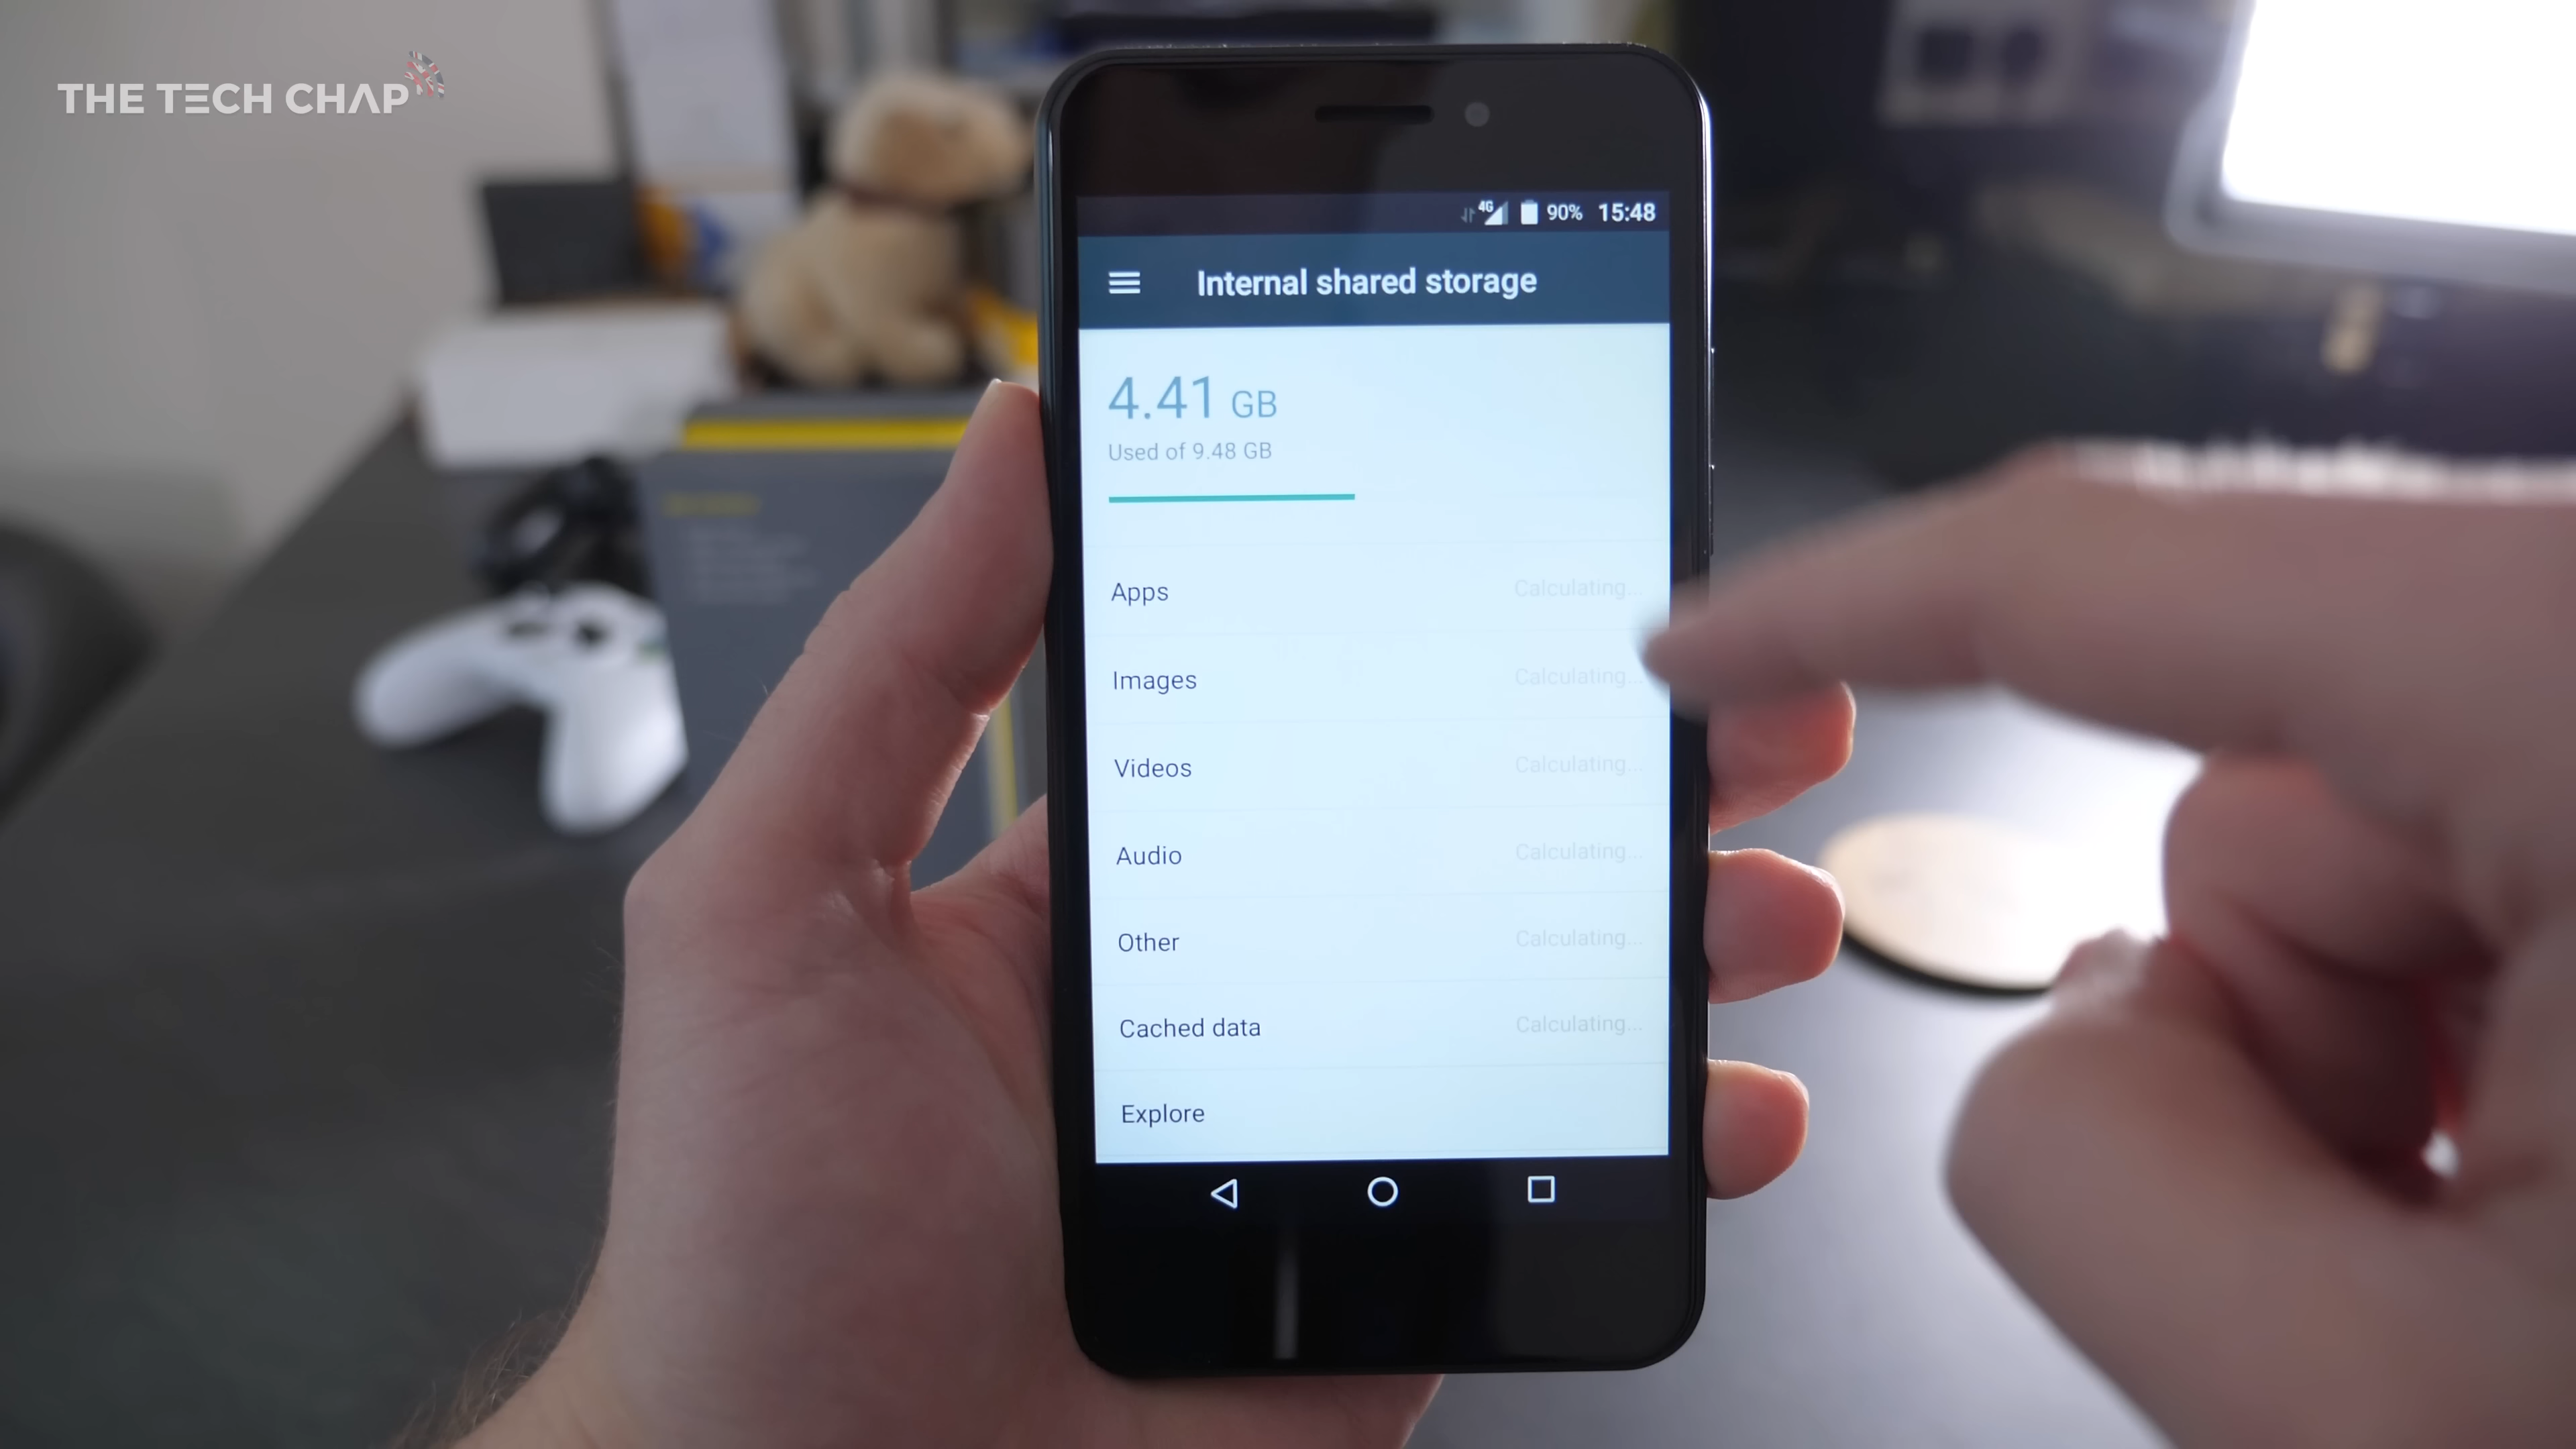 THE TECH CHAP
4G 90% 15:48
Internal shared storage
4.41 GB
Used of 9.48 GB
Apps Calculating...
Images Calculating...
Videos Calculating...
Audio Calculating...
Other Calculating...
Cached data Calculating...
Explore